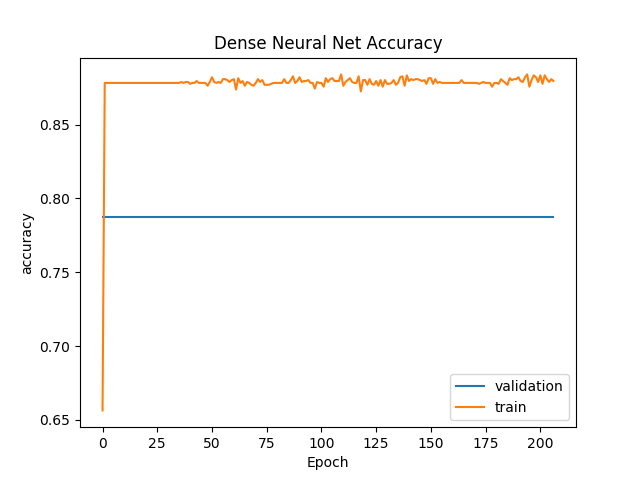 Dense Neural Net Accuracy
accuracy
0.85
0.80
0.75
0.70
0.65
0 25 50 75 100 125 150 175 200
Epoch
validation
train